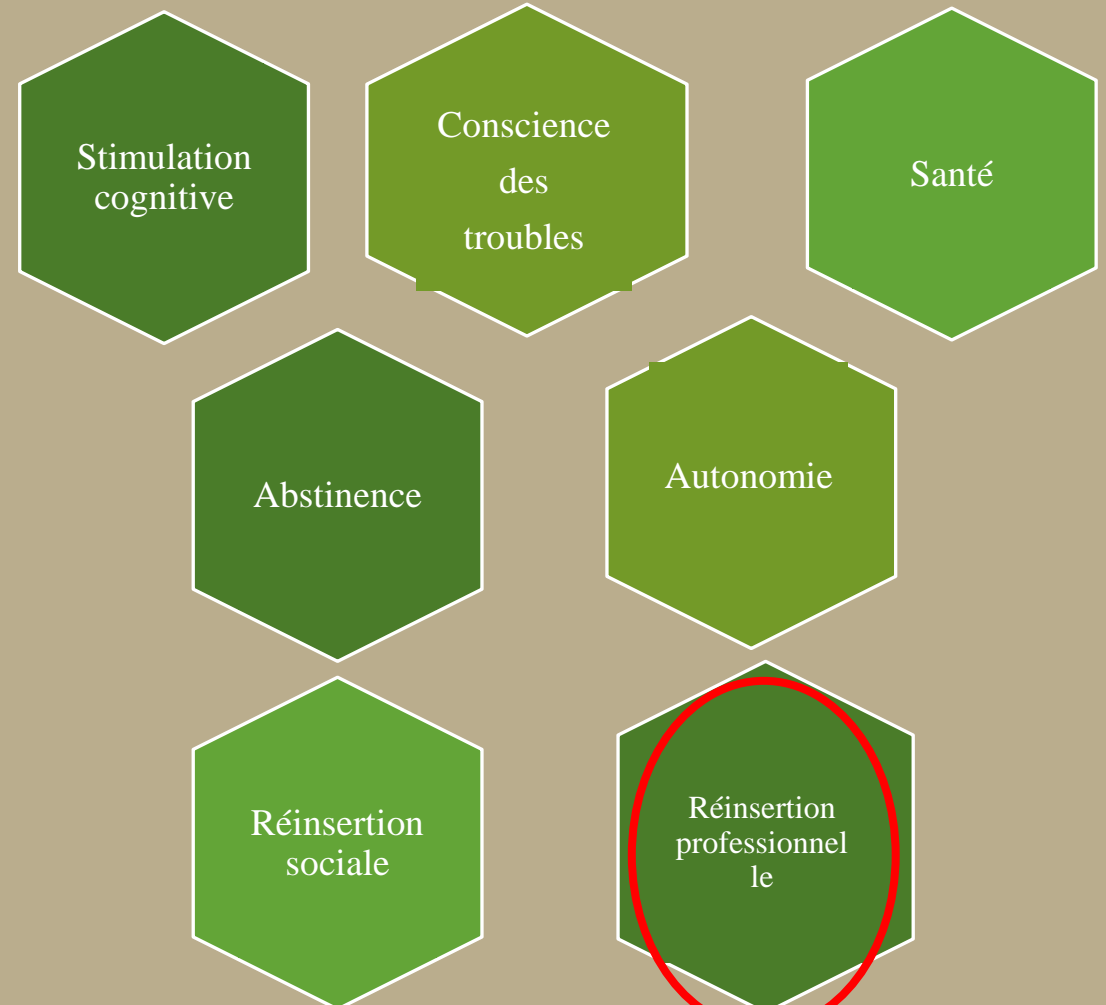 Stimulation
cognitive
Conscience
des
troubles
Santé
Abstinence
Autonomie
Réinsertion
sociale
Réinsertion
professionnel
le